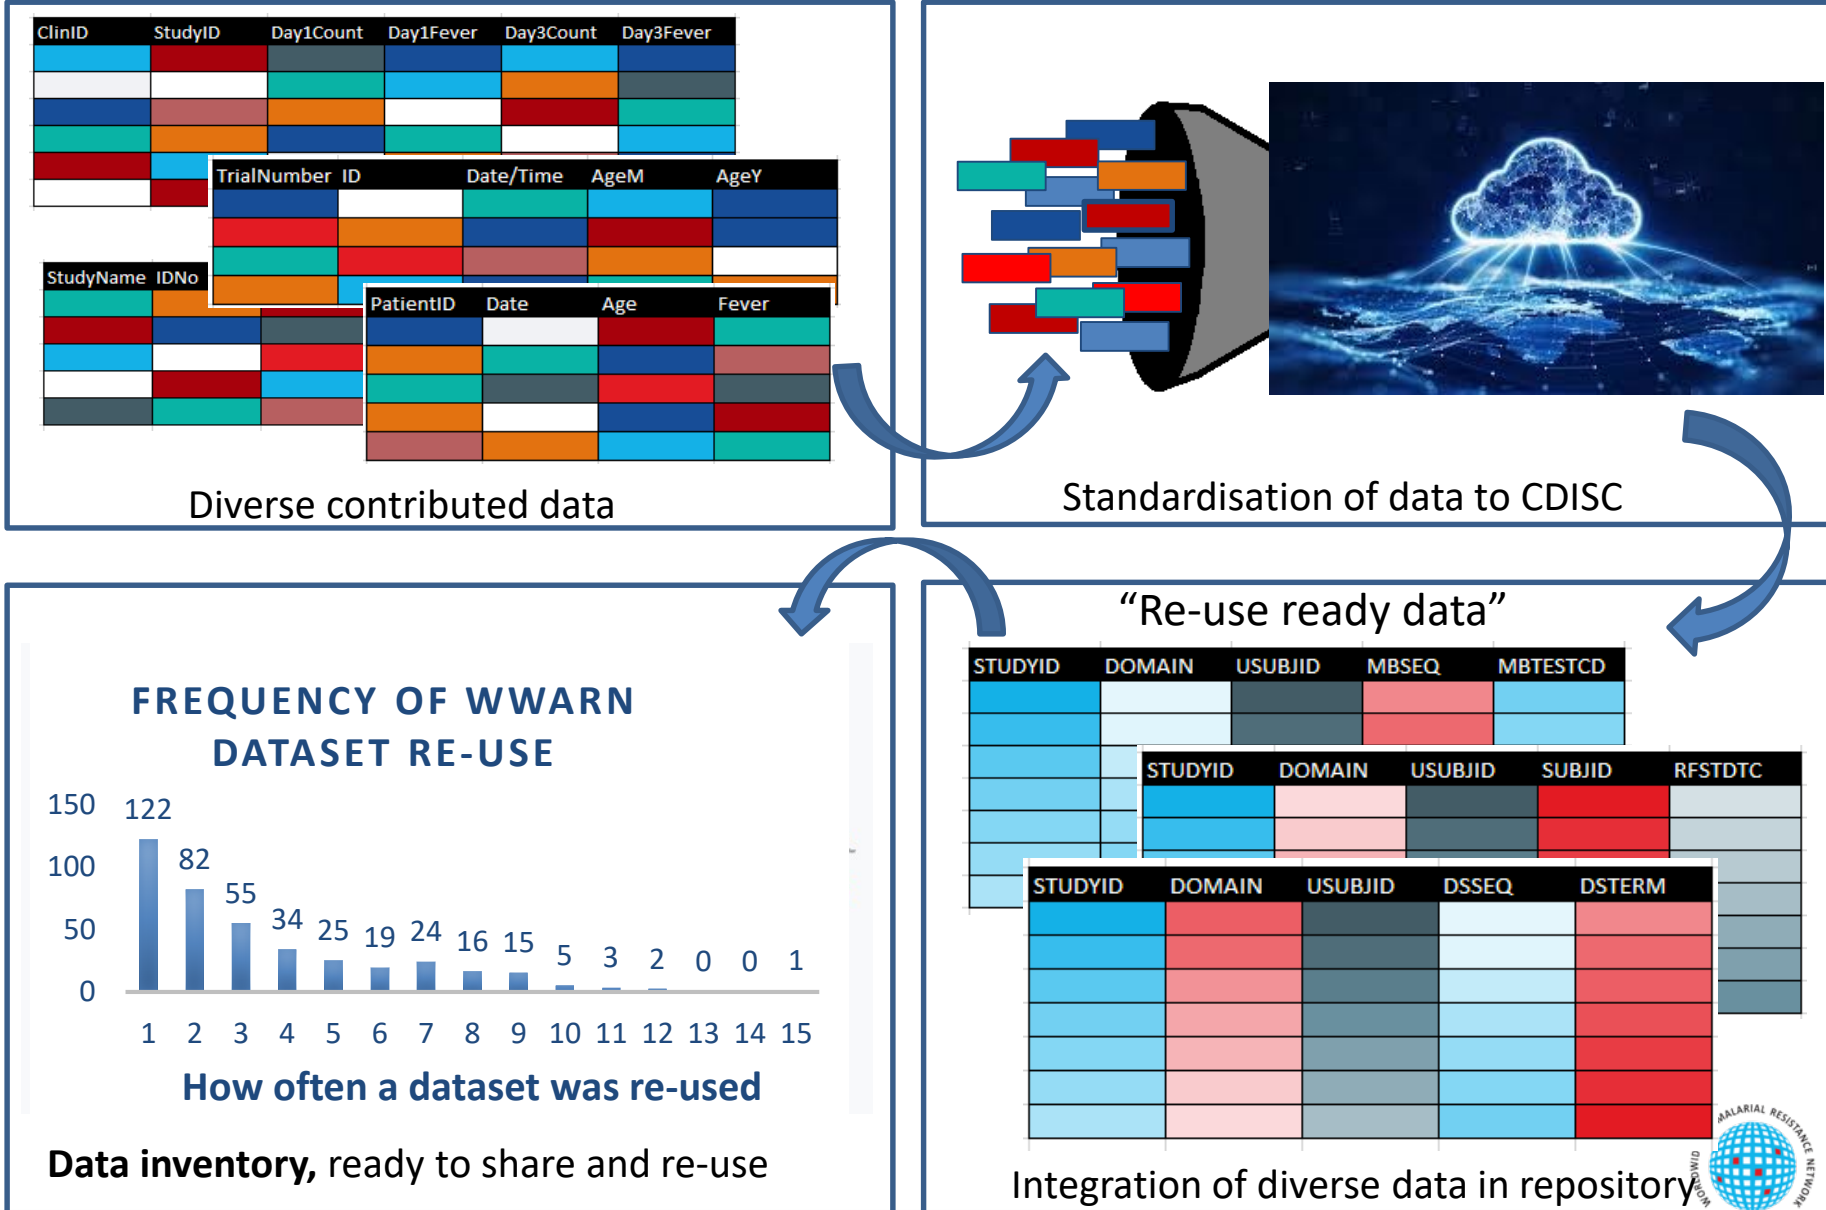 ClinID StudyID Day1Count Day1Fever Day3Count Day3Fever
TrialNumber ID Date/Time AgeM AgeY
StudyName IDNo
PatientID Date Age Fever
Diverse contributed data
Standardisation of data to CDISC
“Re-use ready data”
STUDYID DOMAIN USUBJID MBSEQ MBTESTCD
STUDYID DOMAIN USUBJID SUBJID RFSTDTC
STUDYID DOMAIN USUBJID DSSEQ DSTERM
Integration of diverse data in repository
WORLDWID
MALARIAL RESISTANCE NETWORK
FREQUENCY OF WWARN
DATASET RE-USE
150
100
50
0
122 82 55 34 25 19 24 16 15 5 3 2 0 0 1
1 2 3 4 5 6 7 8 9 10 11 12 13 14 15
How often a dataset was re-used
Data inventory, ready to share and re-use